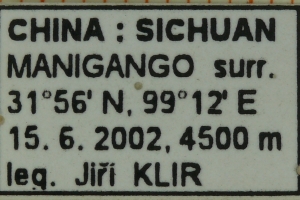 CHINA : SICHUAN
MANIGANGO surr.
31°56' N, 99°12' E
15. 6. 2002, 4500 m
leg. Jiří KLIR